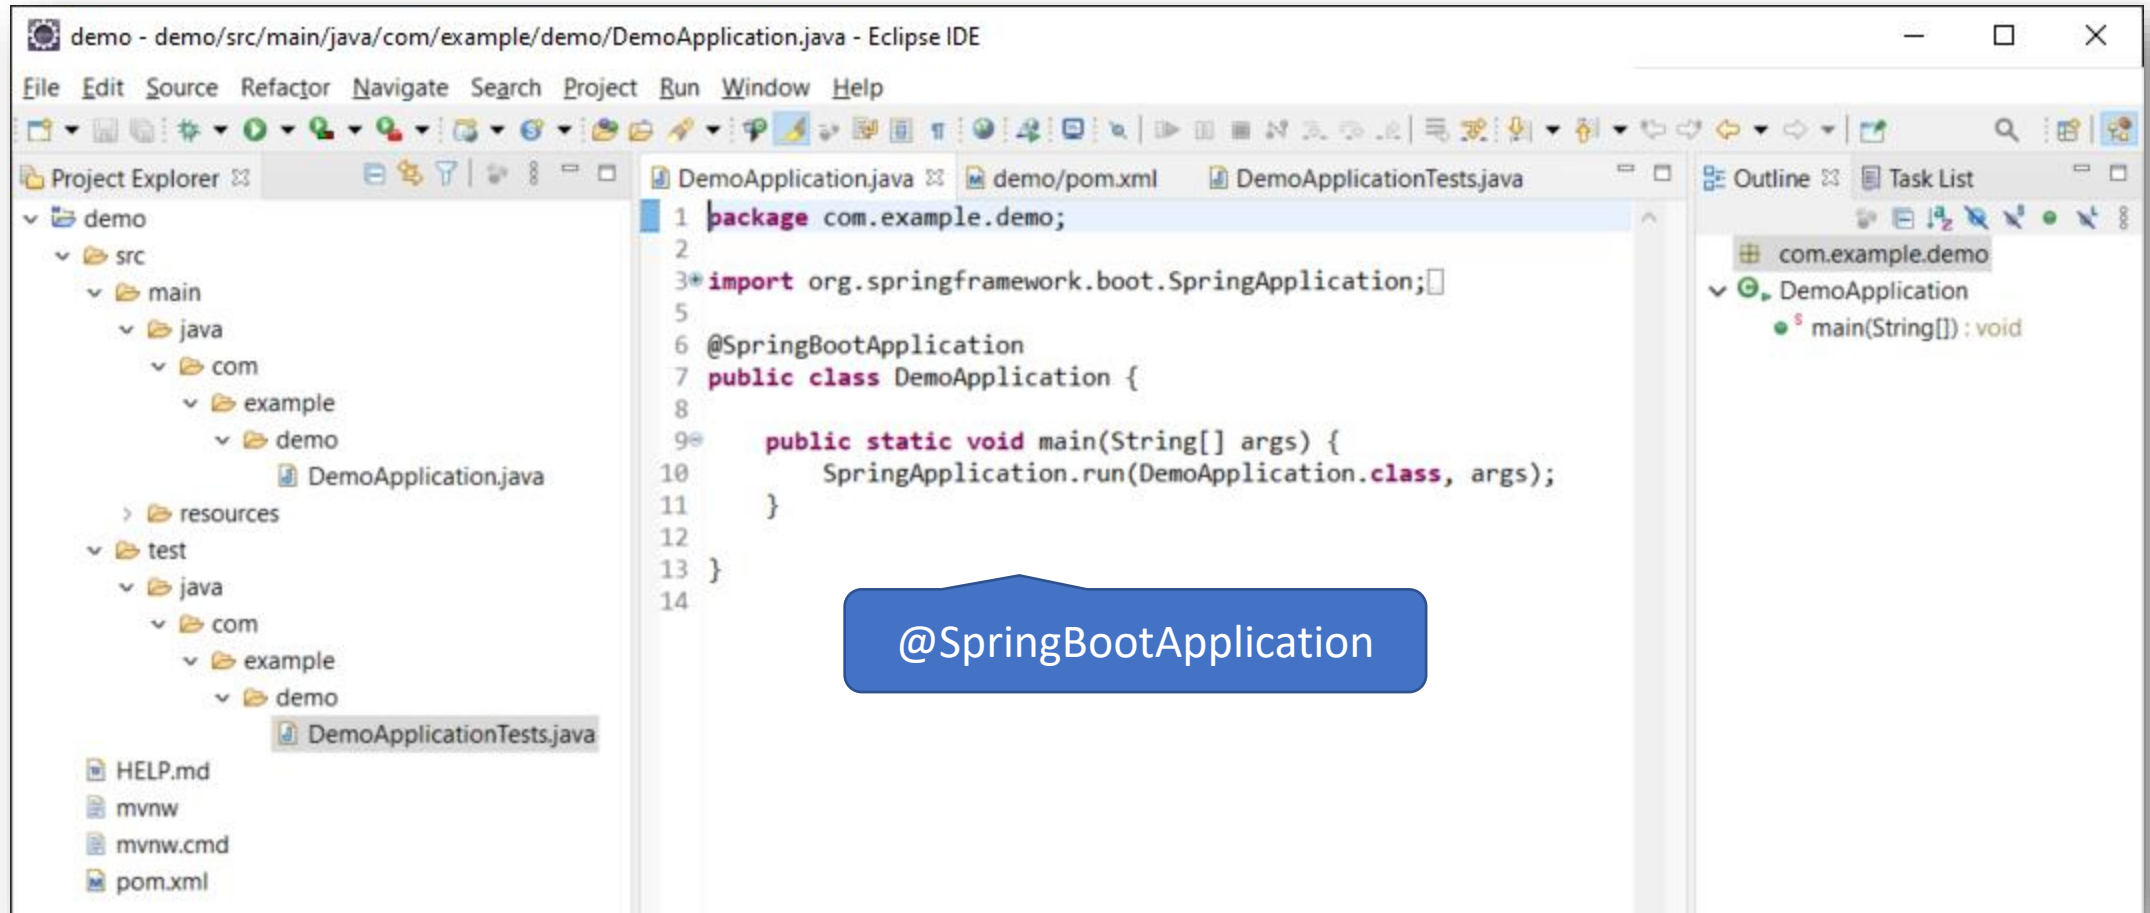 demo - demo/src/main/java/com/example/demo/DemoApplication.java - Eclipse IDE
File Edit Source Refactor Navigate Search Project Run Window Help
Project Explorer
demo
src
main
java
com
example
demo
DemoApplication.java
resources
test
java
com
example
demo
DemoApplicationTests.java
HELP.md
mvnw
mvnw.cmd
pom.xml
DemoApplication.java demo/pom.xml DemoApplicationTests.java
1 package com.example.demo;
2
3 import org.springframework.boot.SpringApplication;
5
6 @SpringBootApplication
7 public class DemoApplication {
8
9 public static void main(String[] args) {
10 SpringApplication.run(DemoApplication.class, args);
11 }
12
13 }
14
@SpringBootApplication
Outline Task List
com.example.demo
DemoApplication
main(String[]) : void